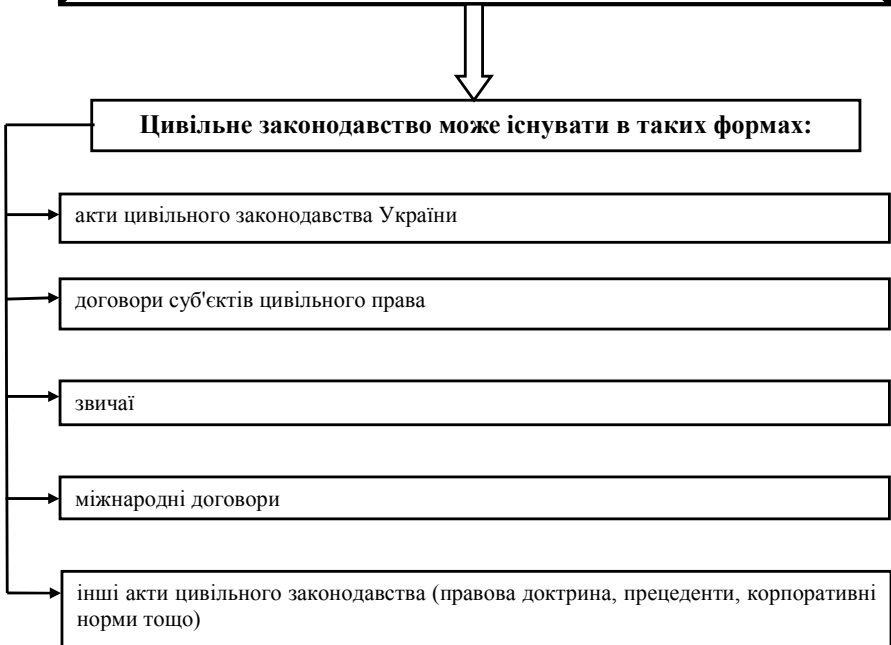 Цивільне законодавство може існувати в таких формах:
акти цивільного законодавства України
договори суб'єктів цивільного права
звичаї
міжнародні договори
інші акти цивільного законодавства (правова доктрина, прецеденти, корпоративні
норми тощо)